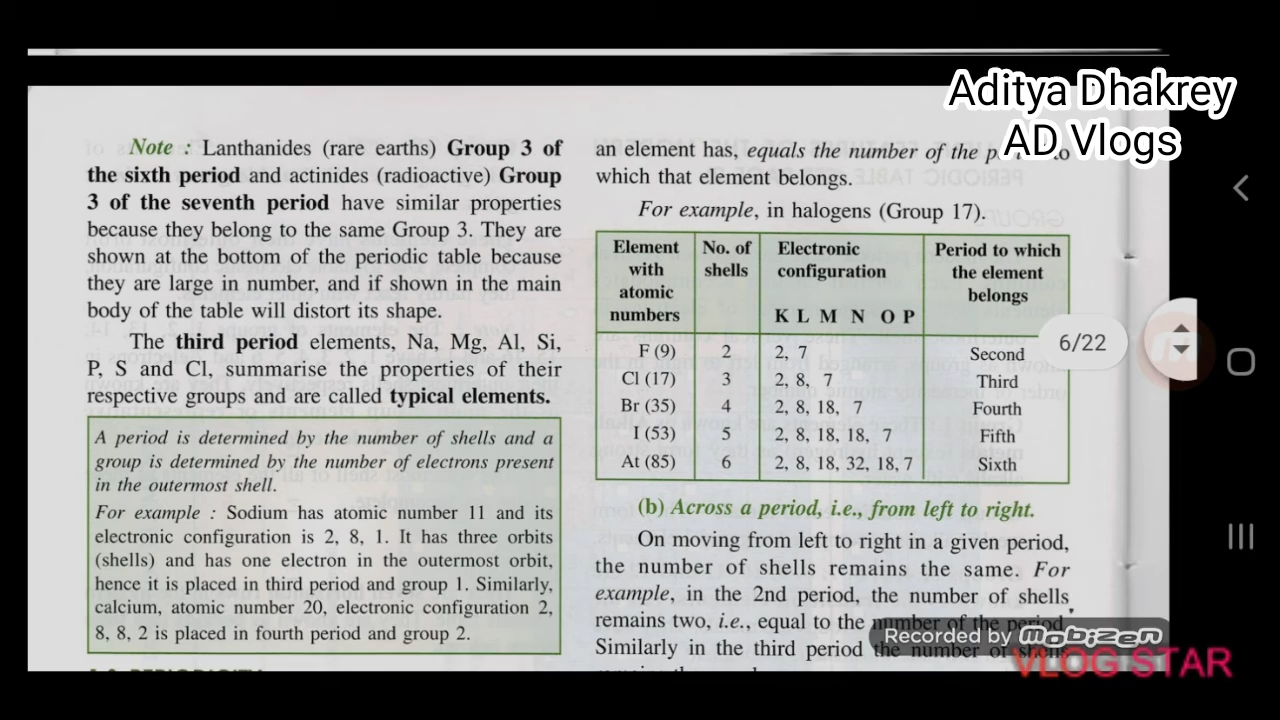 Aditya Dhakrey
AD Vlogs
Note : Lanthanides (rare earths) Group 3 of
the sixth period and actinides (radioactive) Group
3 of the seventh period have similar properties
because they belong to the same Group 3. They are
shown at the bottom of the periodic table because
they are large in number, and if shown in the main
body of the table will distort its shape.
The third period elements, Na, Mg, Al, Si,
P, S and Cl, summarise the properties of their
respective groups and are called typical elements.
A period is determined by the number of shells and a
group is determined by the number of electrons present
in the outermost shell.
For example : Sodium has atomic number 11 and its
electronic configuration is 2, 8, 1. It has three orbits
(shells) and has one electron in the outermost orbit,
hence it is placed in third period and group 1. Similarly,
calcium, atomic number 20, electronic configuration 2,
8, 8, 2 is placed in fourth period and group 2.
an element has, equals the number of the to
which that element belongs.
For example, in halogens (Group 17).
Element with atomic numbers No. of shells Electronic configuration K L M N O P Period to which the element belongs
F (9) 2 2, 7 Second
Cl (17) 3 2, 8, 7 Third
Br (35) 4 2, 8, 18, 7 Fourth
I (53) 5 2, 8, 18, 18, 7 Fifth
At (85) 6 2, 8, 18, 32, 18, 7 Sixth
(b) Across a period, i.e., from left to right.
On moving from left to right in a given period,
the number of shells remains the same. For
example, in the 2nd period, the number of shells
remains two, i.e., equal to the number of the period.
Similarly in the third period the number of shells
6/22
Recorded by Mobizen
VLOG STAR